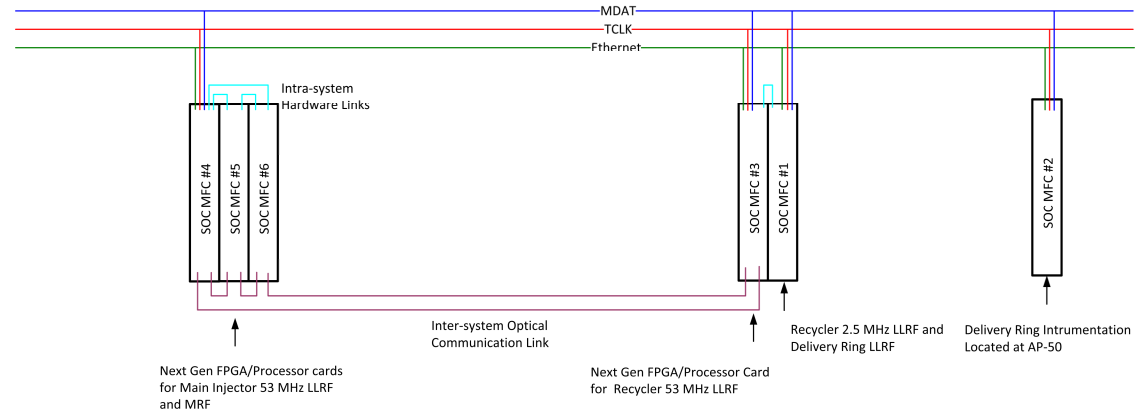 MDAT
TCLK
Ethernet
Intra-system
Hardware Links
SOC MFC #4
SOC MFC #5
SOC MFC #6
SOC MFC #3
SOC MFC #1
SOC MFC #2
Inter-system Optical
Communication Link
Recycler 2.5 MHz LLRF and
Delivery Ring LLRF
Delivery Ring Intrumentation
Located at AP-50
Next Gen FPGA/Processor cards
for Main Injector 53 MHz LLRF
and MRF
Next Gen FPGA/Processor Card
for Recycler 53 MHz LLRF